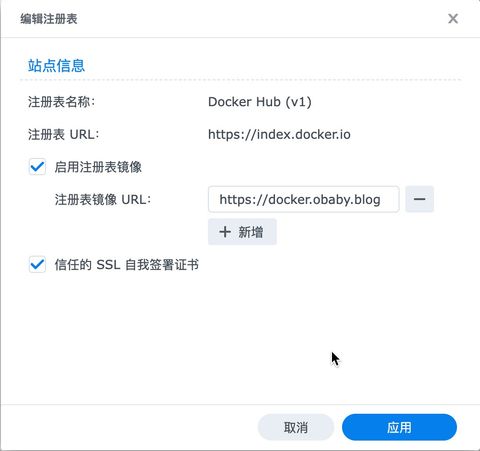 编辑注册表
站点信息
注册表名称： Docker Hub (v1)
注册表 URL： https://index.docker.io
启用注册表镜像
注册表镜像 URL： https://docker.obaby.blog
新增
信任的 SSL 自我签署证书
取消 应用